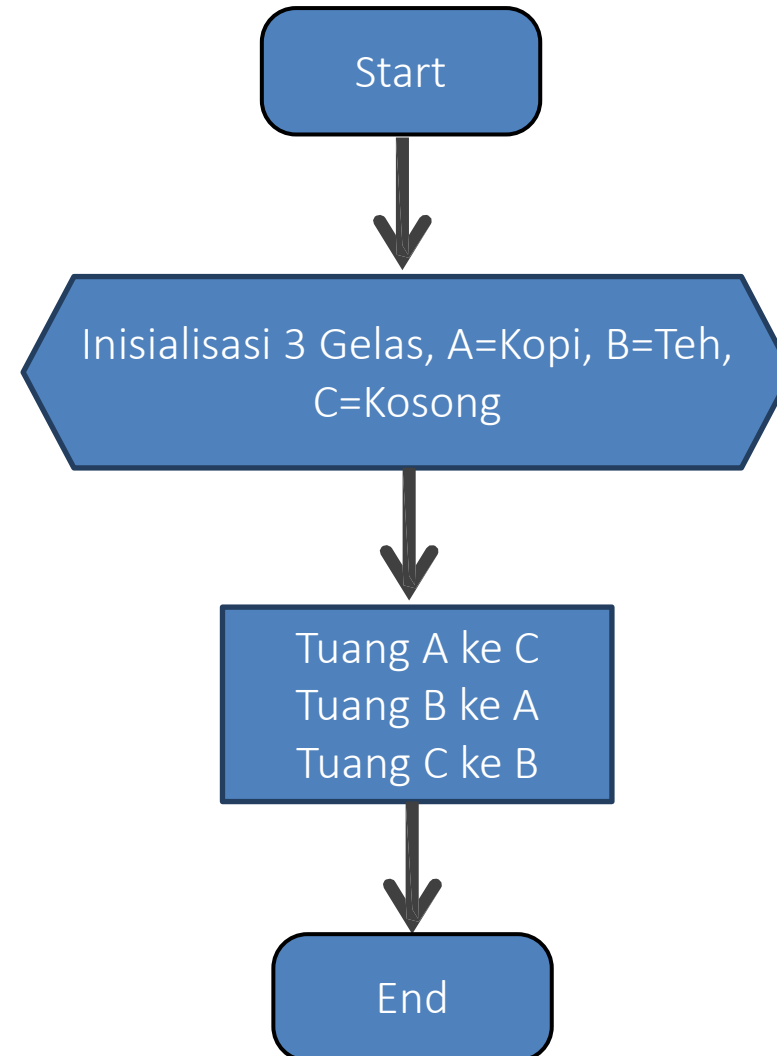 Start
Inisialisasi 3 Gelas, A=Kopi, B=Teh,
C=Kosong
Tuang A ke C
Tuang B ke A
Tuang C ke B
End